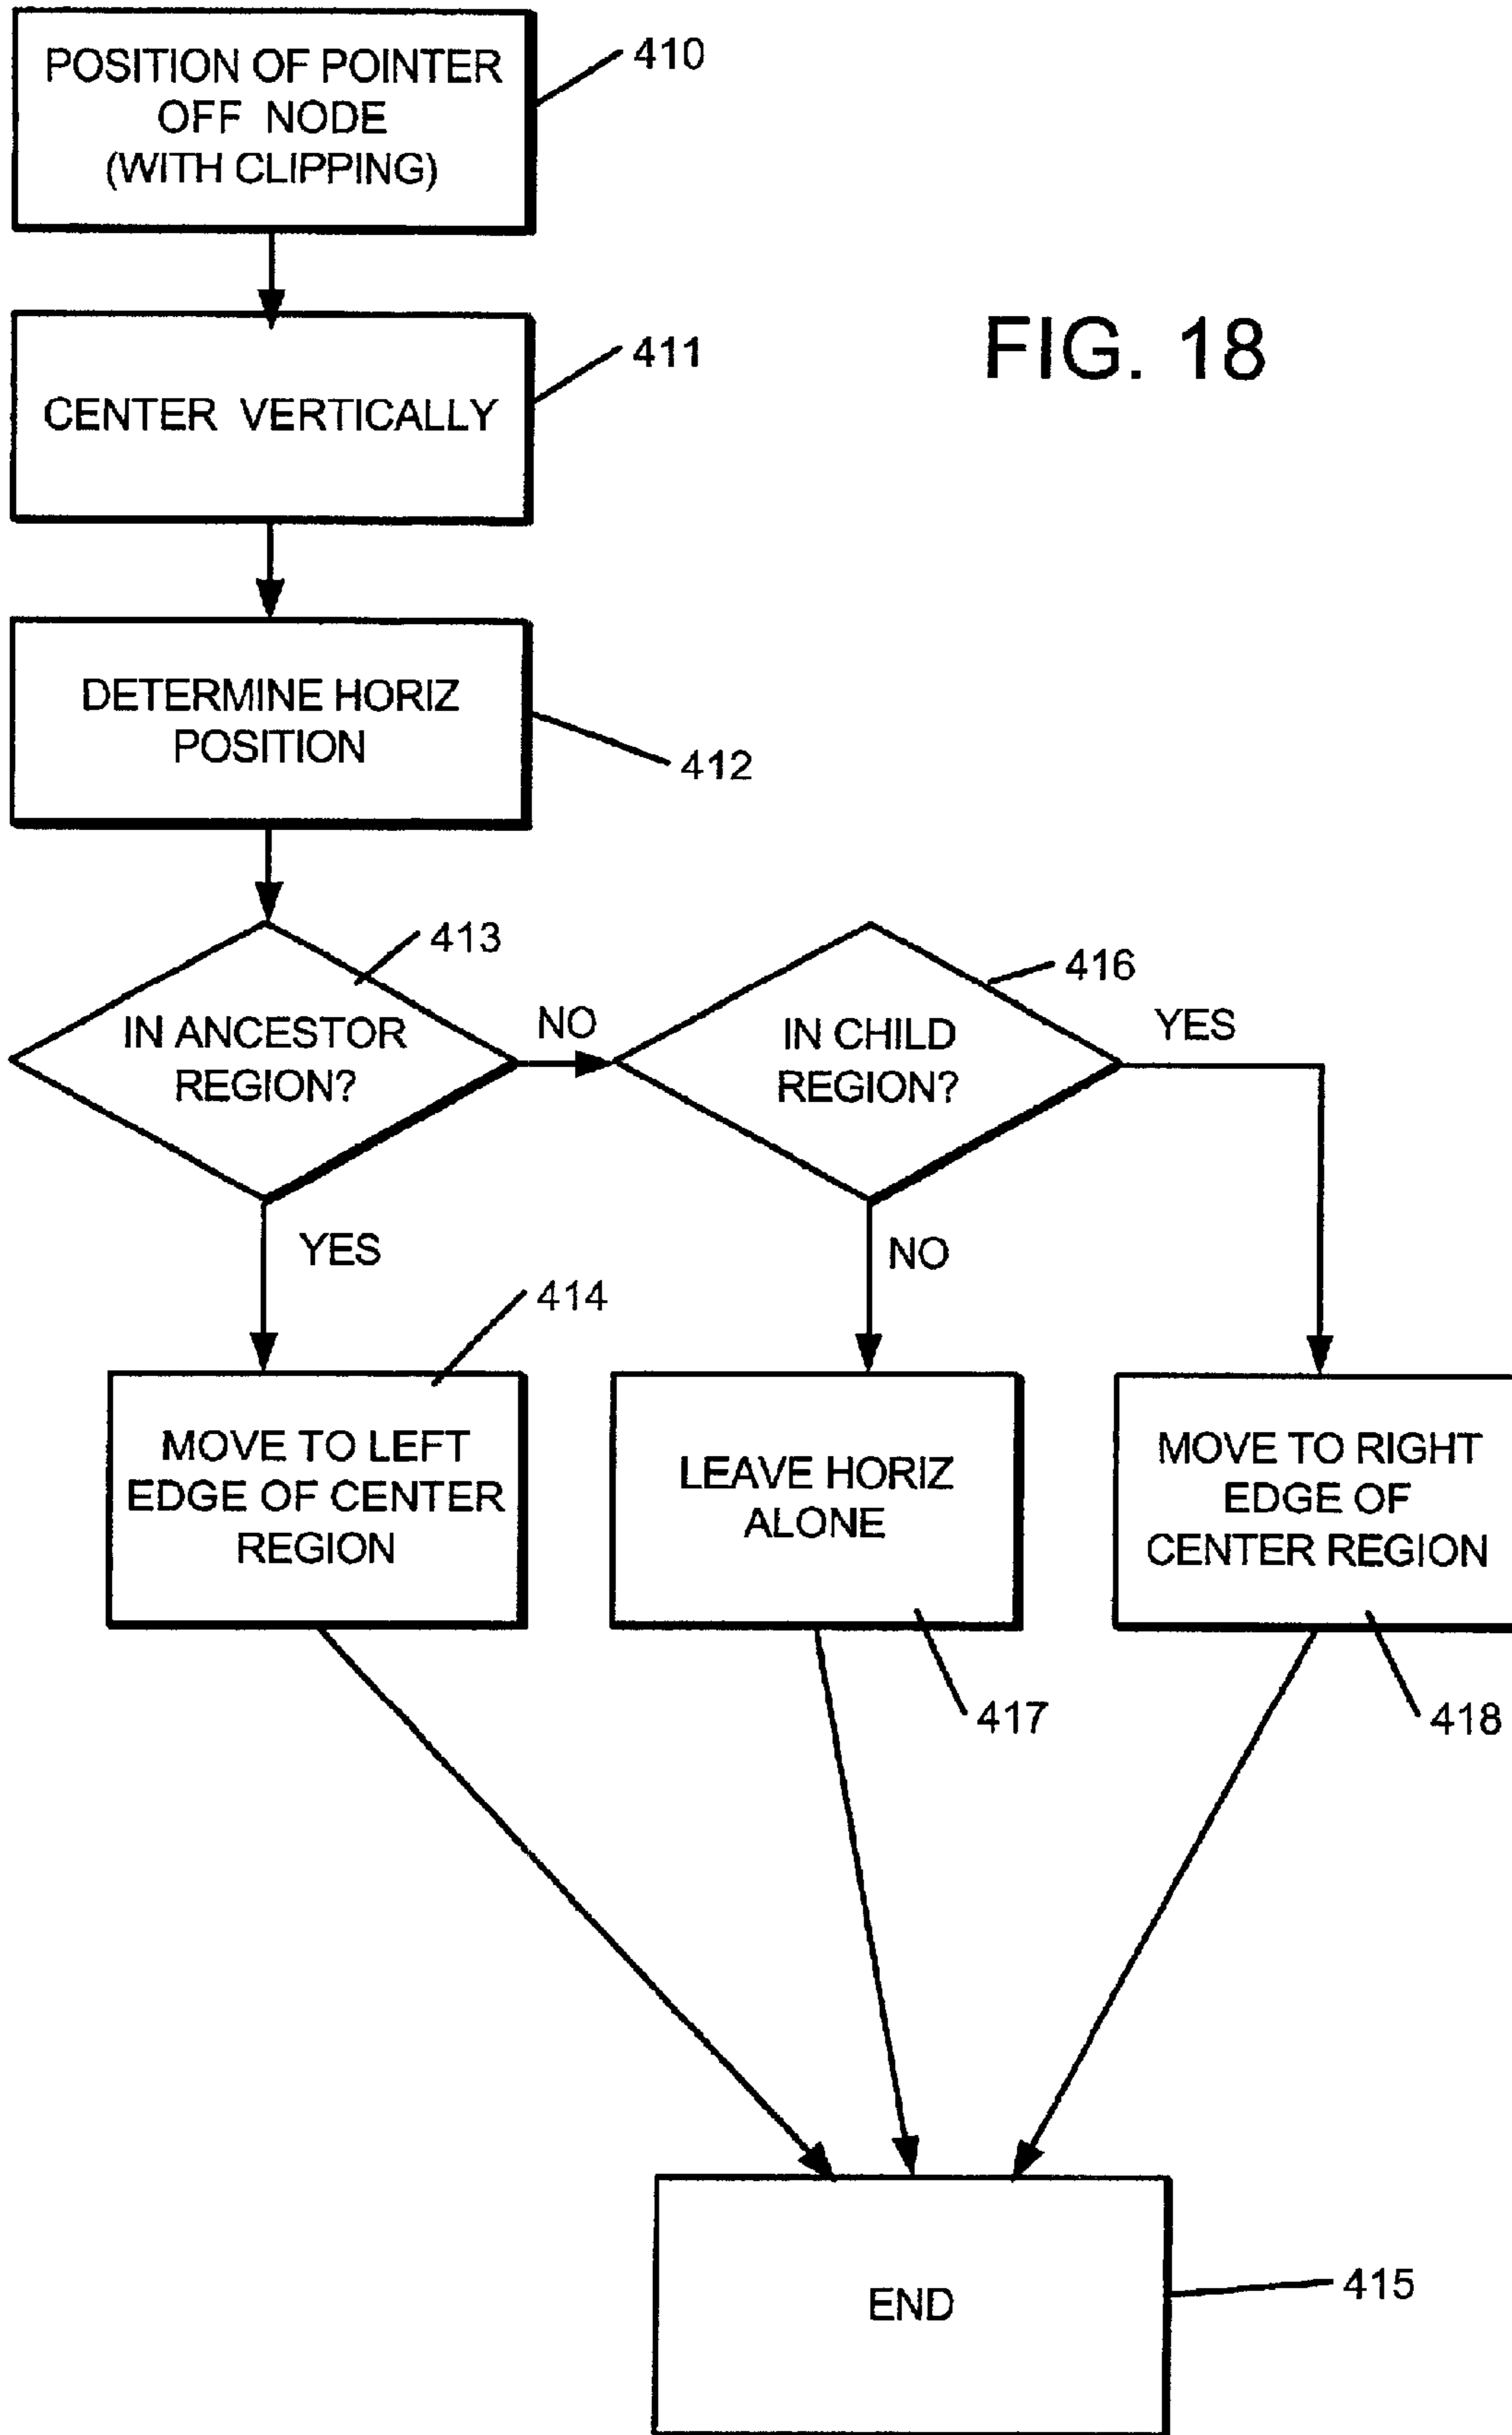 POSITION OF POINTER
OFF NODE
(WITH CLIPPING)
410
FIG. 18
CENTER VERTICALLY
411
DETERMINE HORIZ
POSITION
412
413
IN ANCESTOR
REGION?
NO
416
IN CHILD
REGION?
YES
YES
NO
414
MOVE TO LEFT
EDGE OF CENTER
REGION
LEAVE HORIZ
ALONE
417
MOVE TO RIGHT
EDGE OF
CENTER REGION
418
END
415